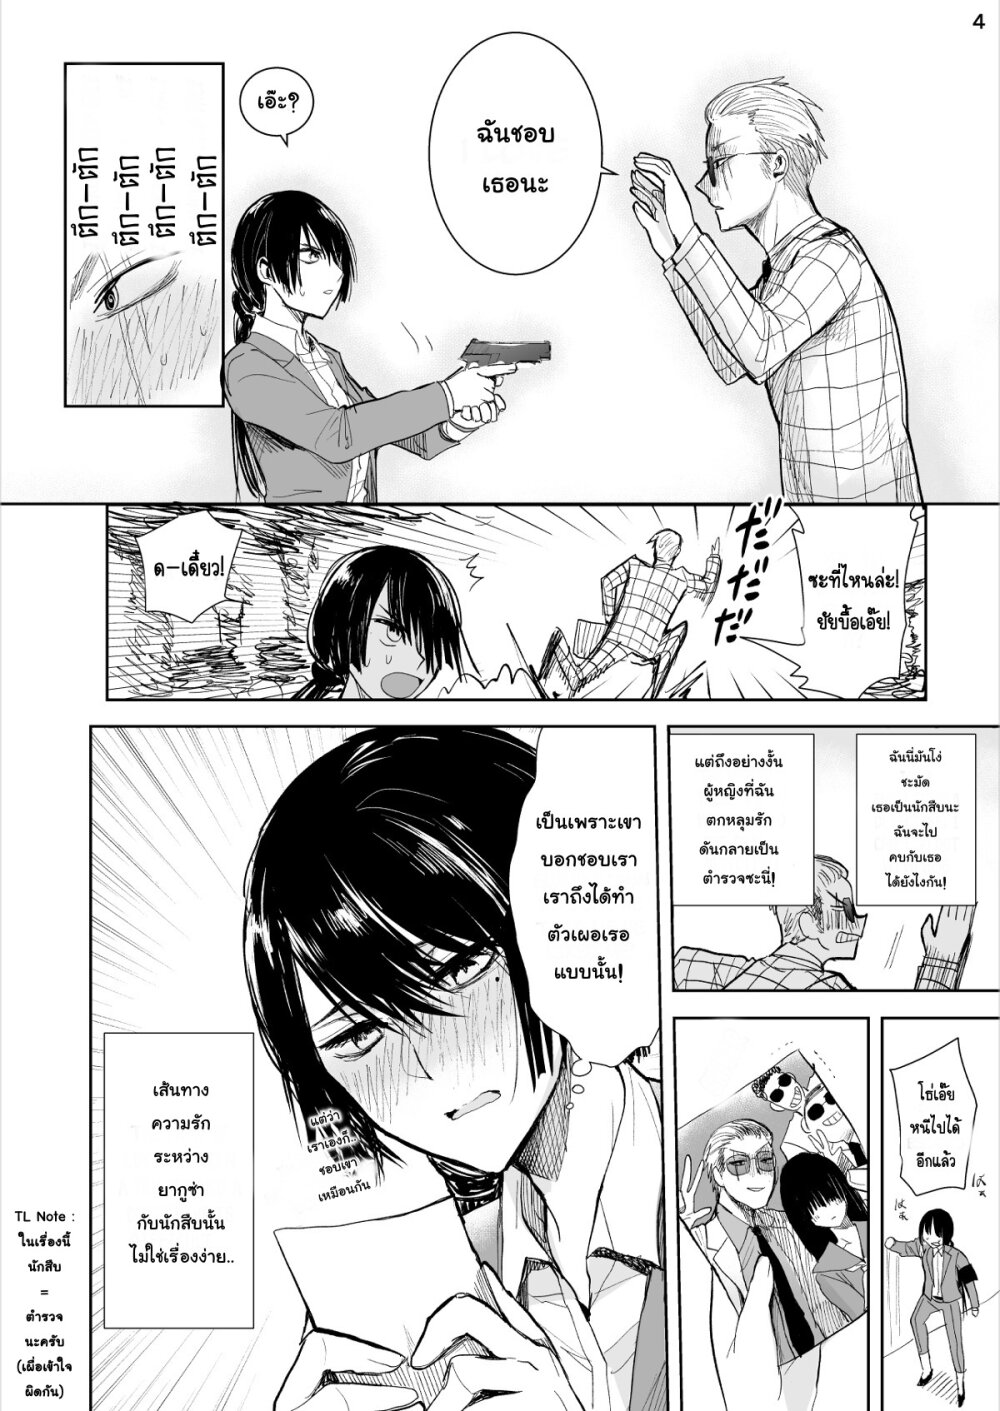 4
ฉันชอบ
เธอนะ
เอ๊ะ?
ตึก-ตัก
ตึก-ตัก
ตึก-ตัก
ตึก-ตัก
ซะที่ไหนล่ะ!
ยัยบื้อเอ๊ย!
ダダダッ
ด-เดี๋ยว!
ฉันนี่มันโง่
ชะมัด
เธอเป็นนักสืบนะ
ฉันจะไป
คบกับเธอ
ได้ยังไงกัน!
แต่ถึงอย่างงั้น
ผู้หญิงที่ฉัน
ตกหลุมรัก
ดันกลายเป็น
ตำรวจซะนี่!
โธ่เอ๊ย
หนีไปได้
อีกแล้ว
เป็นเพราะเขา
บอกชอบเรา
เราถึงได้ทำ
ตัวเผอเรอ
แบบนั้น!
แต่ว่า
เราเองก็..
ชอบเขา
เหมือนกัน
เส้นทาง
ความรัก
ระหว่าง
ยากูซ่า
กับนักสืบนั้น
ไม่ใช่เรื่องง่าย..
TL Note :
ในเรื่องนี้
นักสืบ
=
ตำรวจ
นะครับ
(เผื่อเข้าใจ
ผิดกัน)